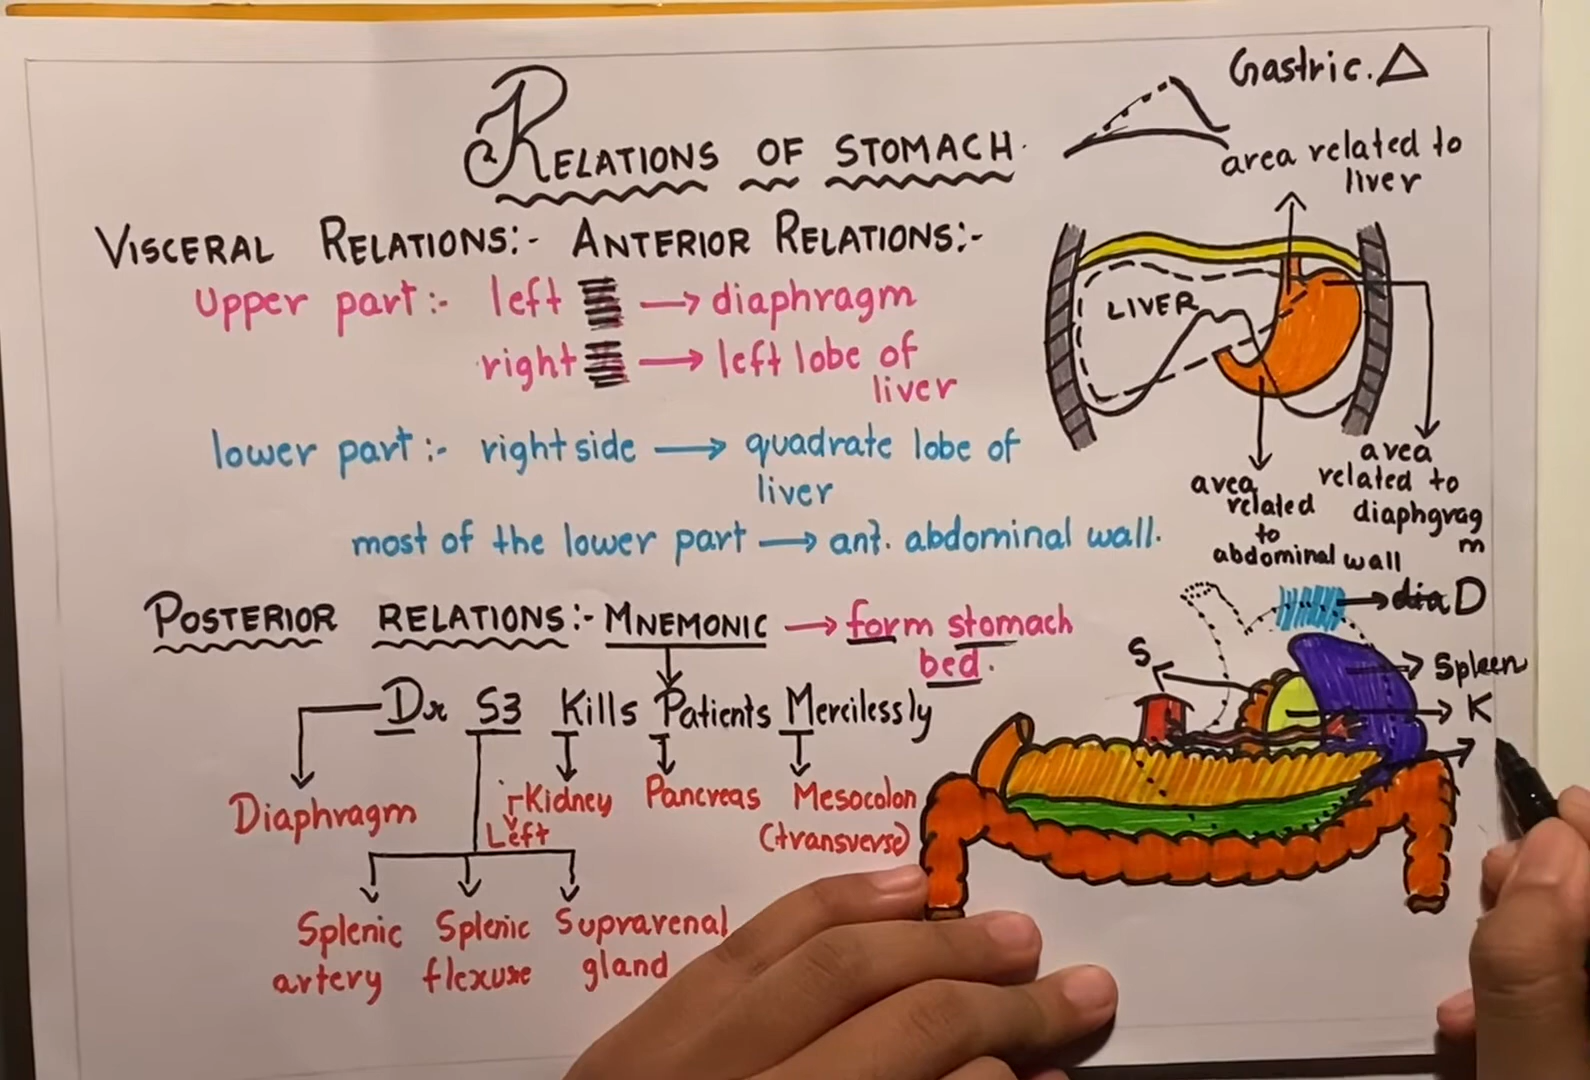 RELATIONS OF STOMACH.
Gastric. △
area related to
liver
VISCERAL RELATIONS:- ANTERIOR RELATIONS:-
Upper part:- left → diaphragm
right → left lobe of
liver
LIVER
lower part:- right side → quadrate lobe of
liver
most of the lower part → ant. abdominal wall.
area
related
to
abdominal wall
area
related to
diaphgrag
m
POSTERIOR RELATIONS:- MNEMONIC → form stomach
bed.
Dr S3 Kills Patients Mercilessly
Diaphragm
Kidney Pancreas Mesocolon
Left (transverse)
Splenic Splenic Suprarenal
artery flexure gland
dia D
S
Spleen
K